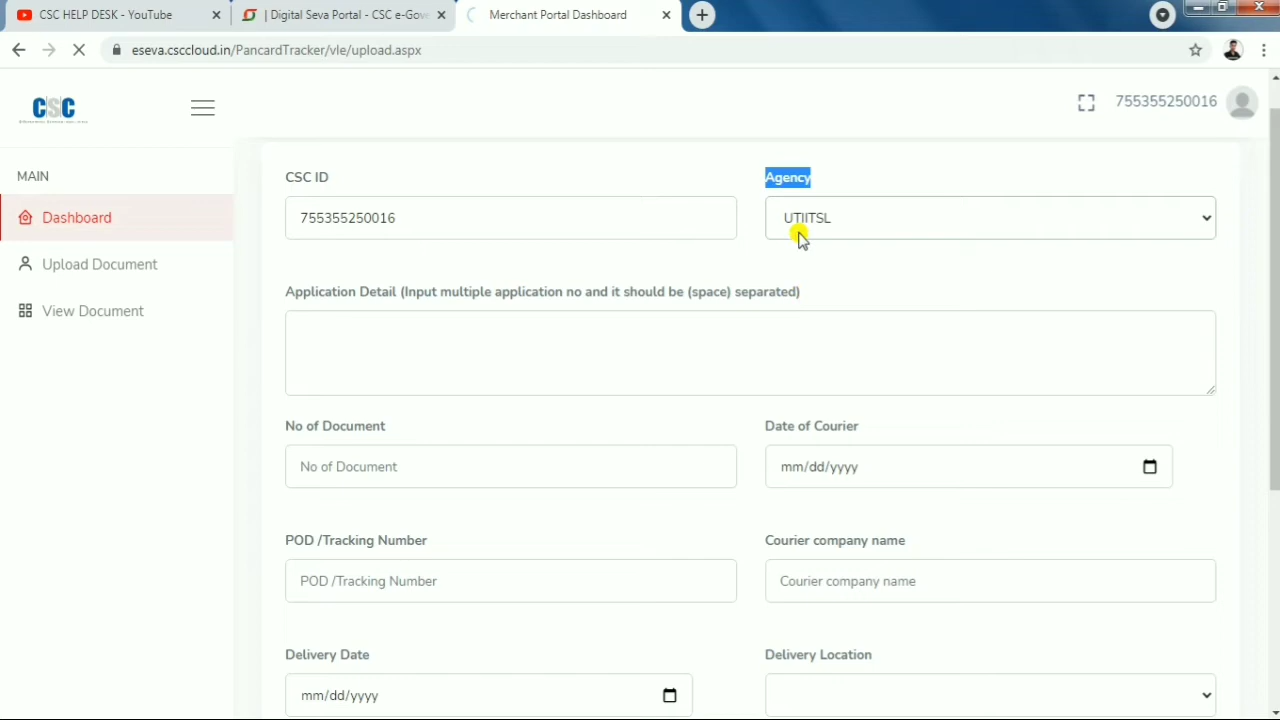 CSC HELP DESK - YouTube
| Digital Seva Portal - CSC e-Gove
Merchant Portal Dashboard
eseva.csccloud.in/PancardTracker/vle/upload.aspx
CSC
755355250016
MAIN
Dashboard
Upload Document
View Document
CSC ID
Agency
755355250016
UTIITSL
Application Detail (Input multiple application no and it should be (space) separated)
No of Document
Date of Courier
No of Document
mm/dd/yyyy
POD /Tracking Number
Courier company name
POD /Tracking Number
Courier company name
Delivery Date
Delivery Location
mm/dd/yyyy